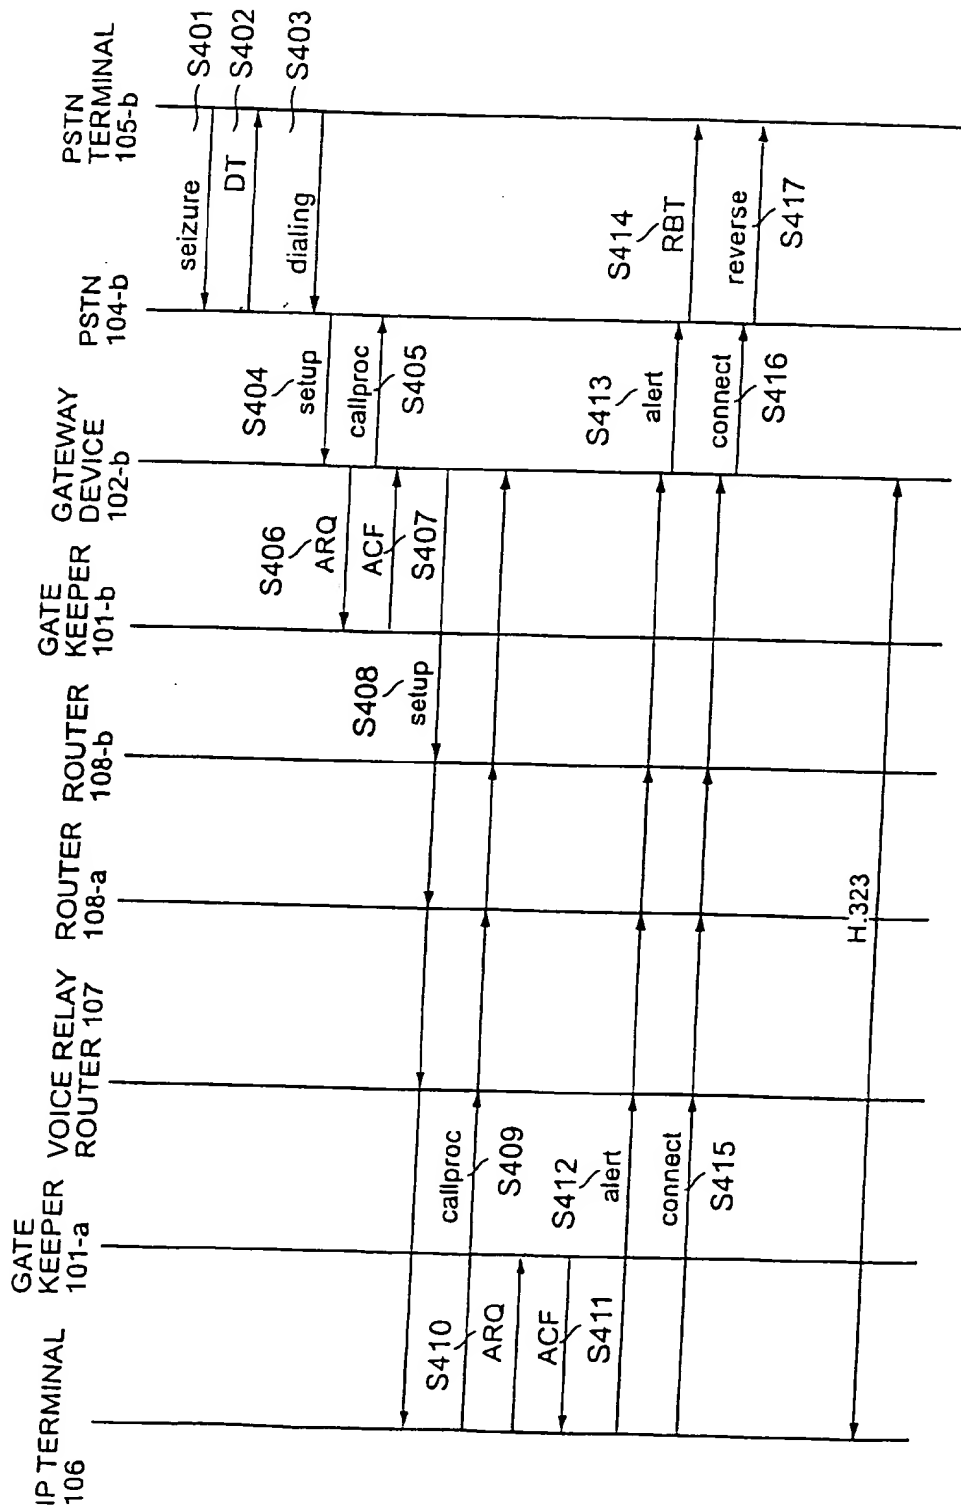 IP TERMINAL
106
GATE
KEEPER
101-a
VOICE RELAY
ROUTER 107
ROUTER
108-a
ROUTER
108-b
GATE
KEEPER
101-b
GATEWAY
DEVICE
102-b
PSTN
104-b
PSTN
TERMINAL
105-b
seizure
S401
DT
S402
dialing
S403
S404
setup
callproc
S405
S406
ARQ
ACF
S407
S408
setup
callproc
S409
S410
ARQ
ACF
S411
S412
alert
S413
alert
S414
RBT
connect
S415
connect
S416
reverse
S417
H.323